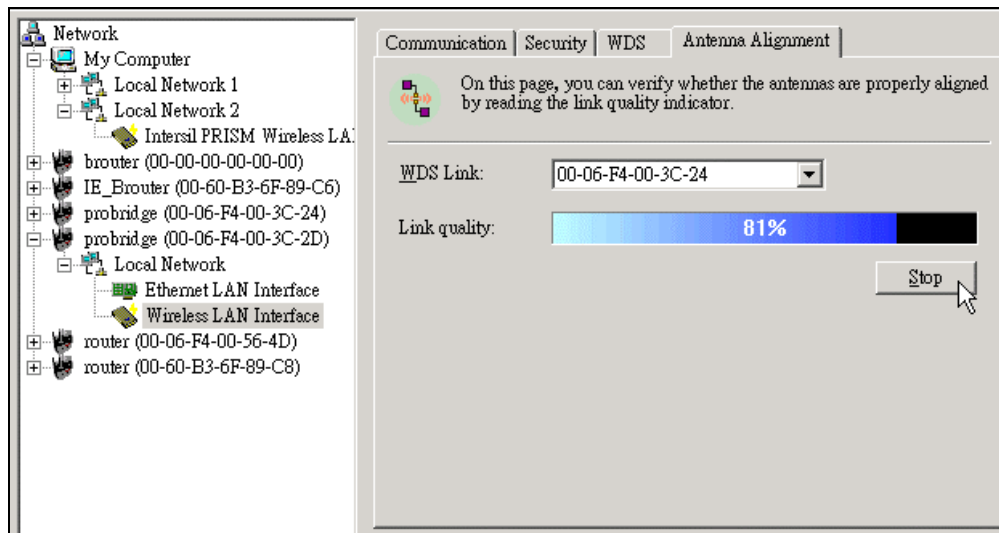 Network
My Computer
Local Network 1
Local Network 2
Intersil PRISM Wireless LA
brouter (00-00-00-00-00-00)
IE_Brouter (00-60-B3-6F-89-C6)
probridge (00-06-F4-00-3C-24)
probridge (00-06-F4-00-3C-2D)
Local Network
Ethernet LAN Interface
Wireless LAN Interface
router (00-06-F4-00-56-4D)
router (00-60-B3-6F-89-C8)
Communication Security WDS Antenna Alignment
On this page, you can verify whether the antennas are properly aligned
by reading the link quality indicator.
WDS Link: 00-06-F4-00-3C-24
Link quality: 81%
Stop